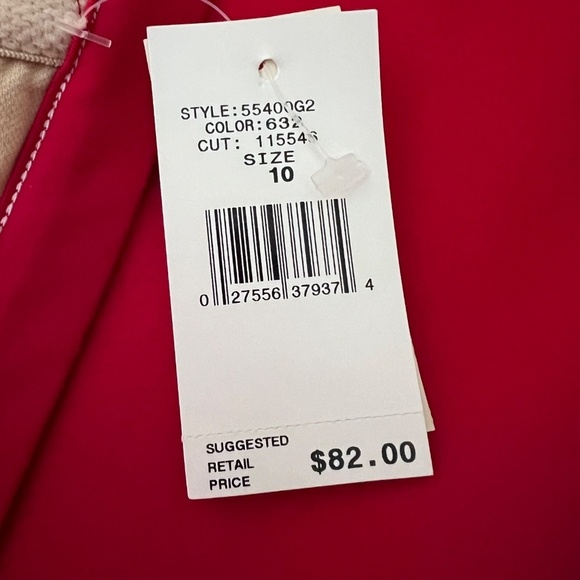 STYLE:55400G2
COLOR:632
CUT: 115546
SIZE
10
0 27556 37937 4
SUGGESTED
RETAIL
PRICE
$82.00